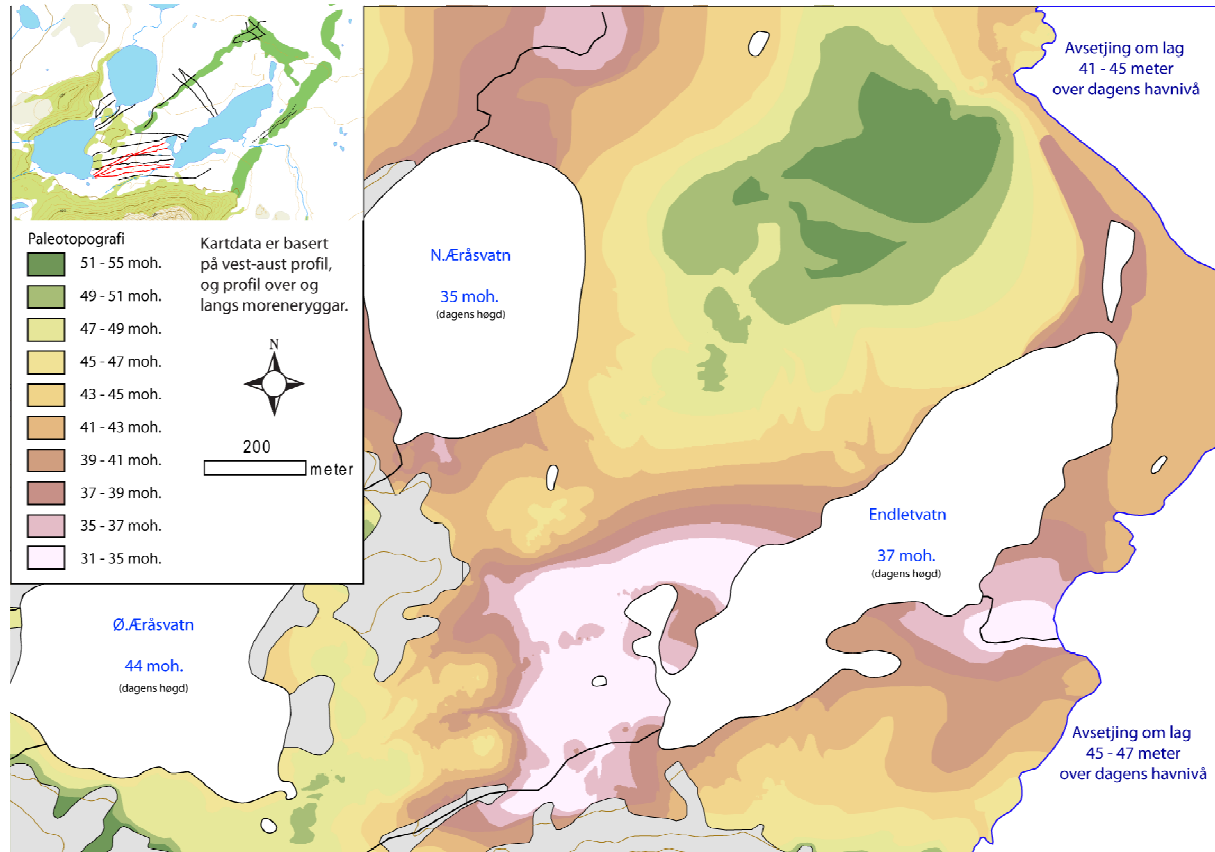 Paleotopografi
51 - 55 moh.
49 - 51 moh.
47 - 49 moh.
45 - 47 moh.
43 - 45 moh.
41 - 43 moh.
39 - 41 moh.
37 - 39 moh.
35 - 37 moh.
31 - 35 moh.
Kartdata er basert
på vest-aust profil,
og profil over og
langs moreneryggar.
N
200
meter
N.Æråsvatn
35 moh.
(dagens høgd)
Ø.Æråsvatn
44 moh.
(dagens høgd)
Endletvatn
37 moh.
(dagens høgd)
Avsetjing om lag
41 - 45 meter
over dagens havnivå
Avsetjing om lag
45 - 47 meter
over dagens havnivå